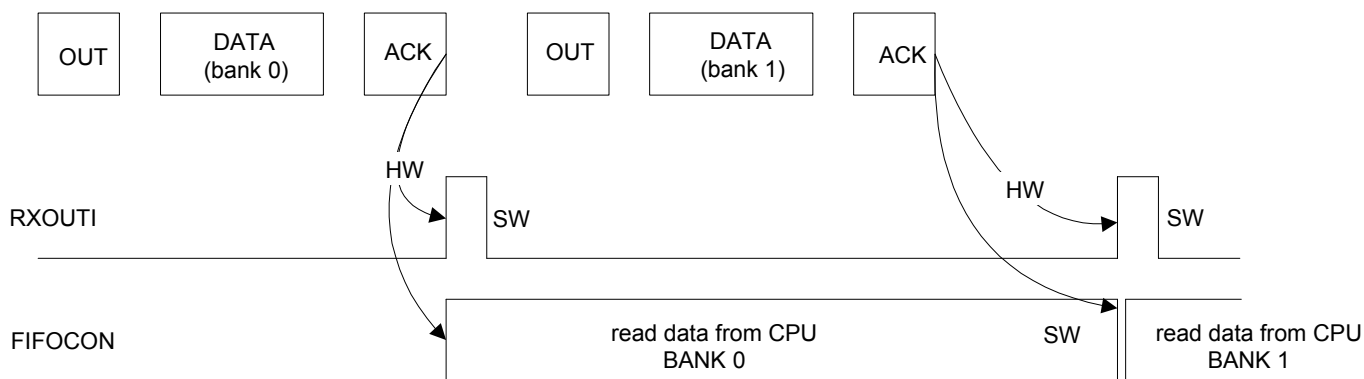 OUT
DATA
(bank 0)
ACK
OUT
DATA
(bank 1)
ACK
HW
HW
RXOUTI
SW
SW
FIFOCON
read data from CPU
BANK 0
SW
read data from CPU
BANK 1